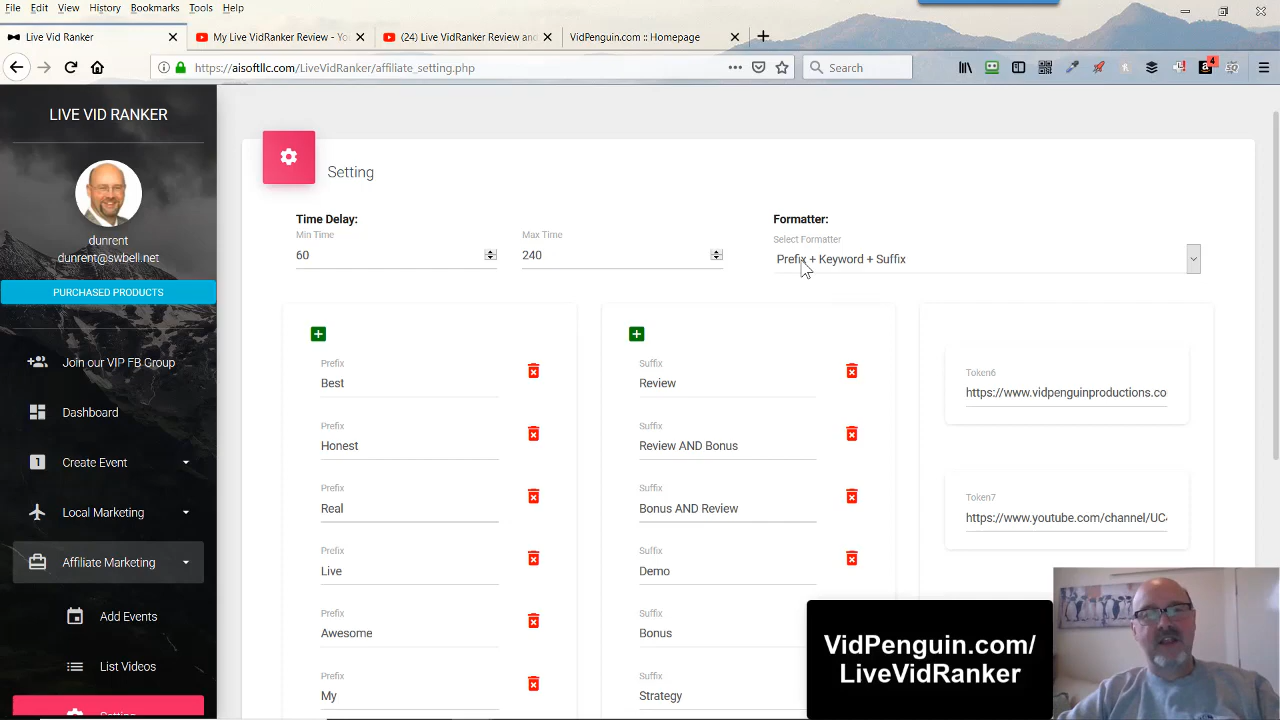 File Edit View History Bookmarks Tools Help
Live Vid Ranker
My Live VidRanker Review - Yo
(24) Live VidRanker Review and
VidPenguin.com :: Homepage
https://aisoftllc.com/LiveVidRanker/affiliate_setting.php
Search
4
LIVE VID RANKER
dunrent
dunrent@swbell.net
PURCHASED PRODUCTS
Join our VIP FB Group
Dashboard
Create Event
Local Marketing
Affiliate Marketing
Add Events
List Videos
Setting
Setting
Time Delay:
Min Time
60
Max Time
240
Formatter:
Select Formatter
Prefix + Keyword + Suffix
Prefix
Best
Prefix
Honest
Prefix
Real
Prefix
Live
Prefix
Awesome
Prefix
My
Suffix
Review
Suffix
Review AND Bonus
Suffix
Bonus AND Review
Suffix
Demo
Suffix
Bonus
Suffix
Strategy
Token6
https://www.vidpenguinproductions.co
Token7
https://www.youtube.com/channel/UC
VidPenguin.com/
LiveVidRanker